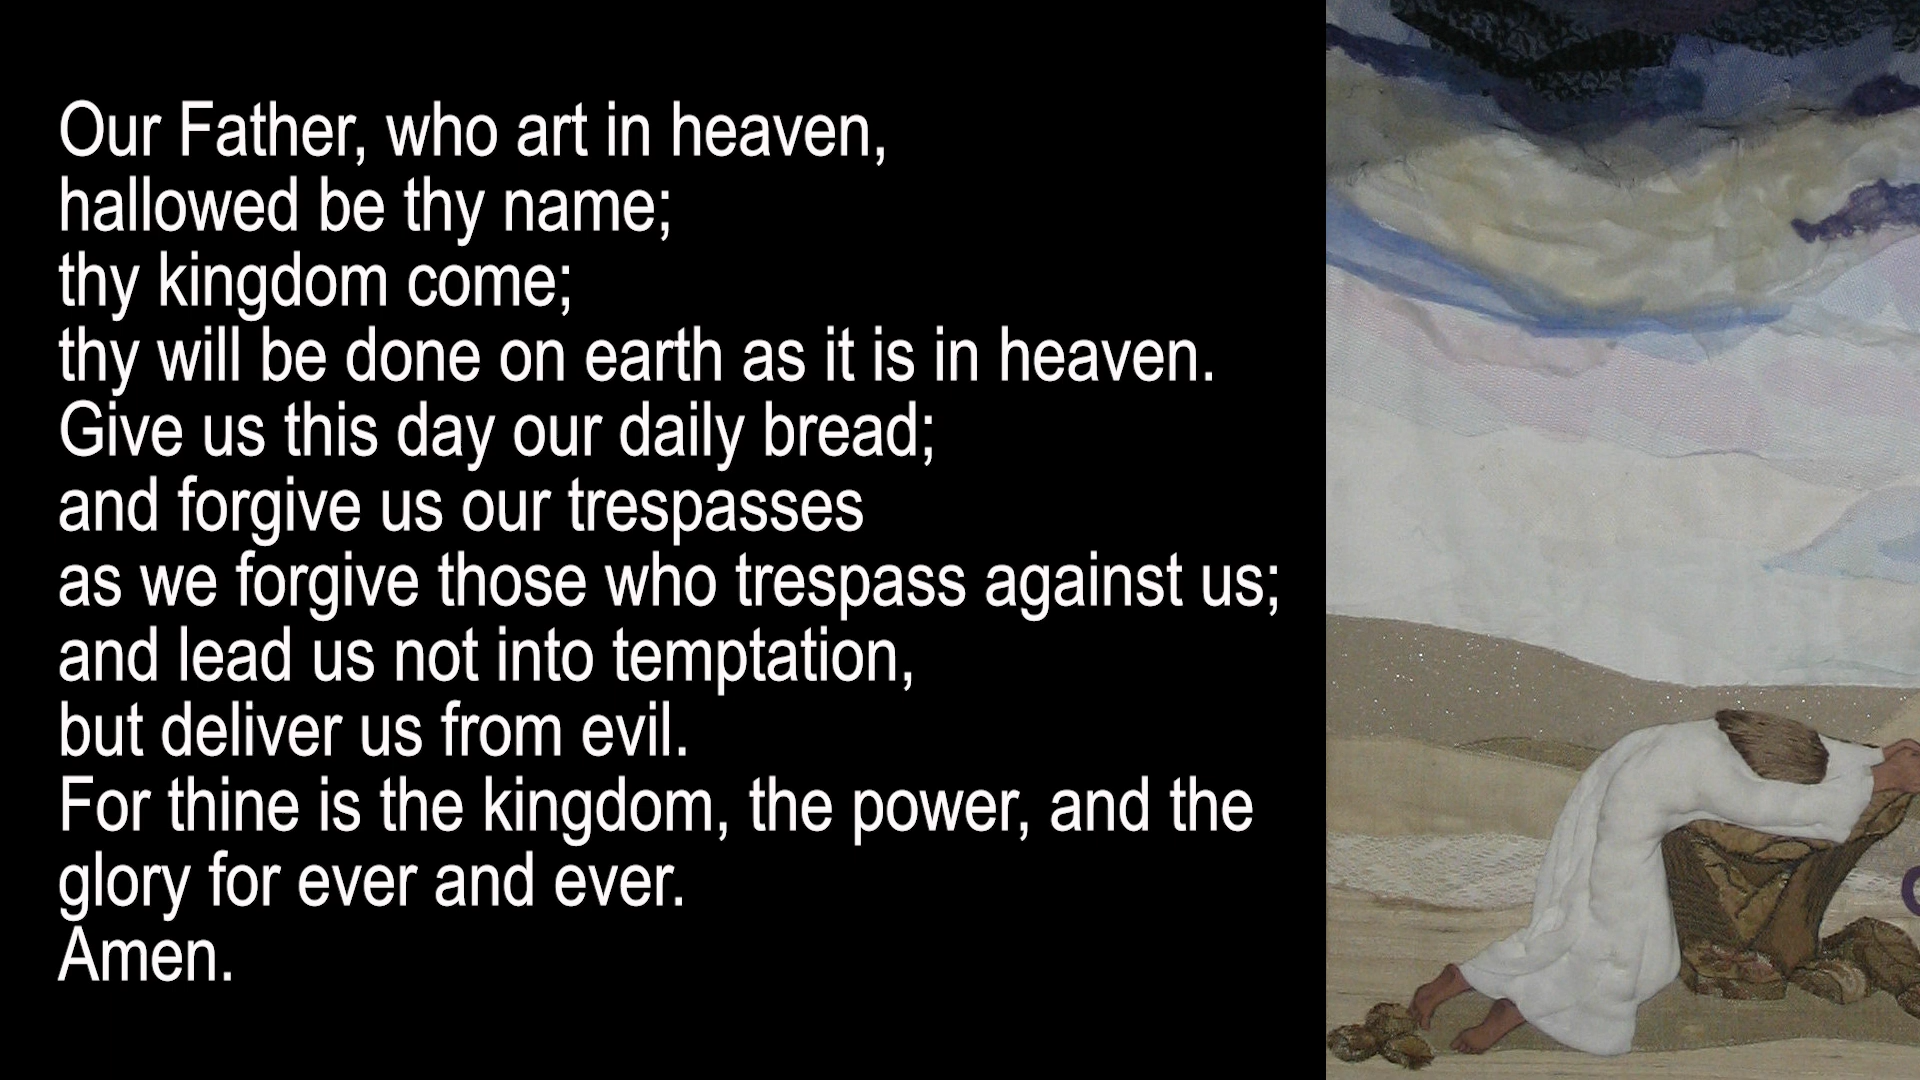 Our Father, who art in heaven,
hallowed be thy name;
thy kingdom come;
thy will be done on earth as it is in heaven.
Give us this day our daily bread;
and forgive us our trespasses
as we forgive those who trespass against us;
and lead us not into temptation,
but deliver us from evil.
For thine is the kingdom, the power, and the
glory for ever and ever.
Amen.